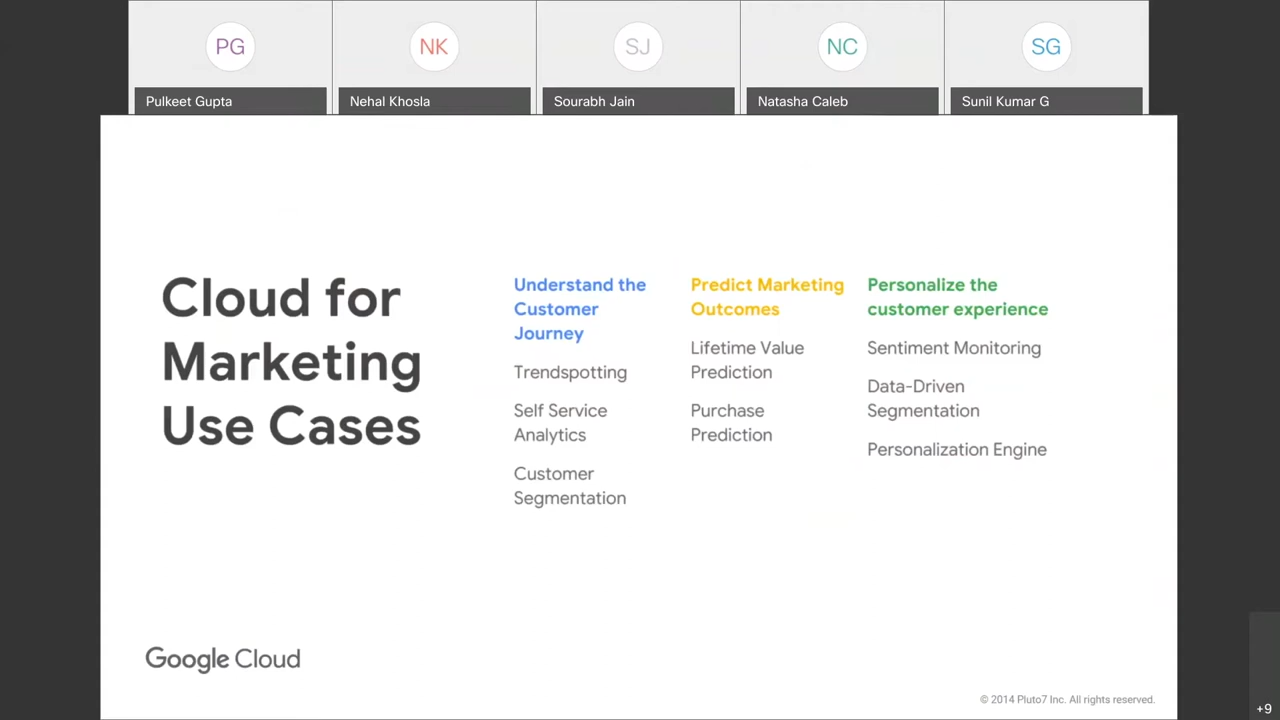 PG
NK
SJ
NC
SG
Pulkeet Gupta
Nehal Khosla
Sourabh Jain
Natasha Caleb
Sunil Kumar G
Cloud for
Marketing
Use Cases
Understand the
Customer
Journey
Trendspotting
Self Service
Analytics
Customer
Segmentation
Predict Marketing
Outcomes
Lifetime Value
Prediction
Purchase
Prediction
Personalize the
customer experience
Sentiment Monitoring
Data-Driven
Segmentation
Personalization Engine
Google Cloud
© 2014 Pluto7 Inc. All rights reserved.
+9